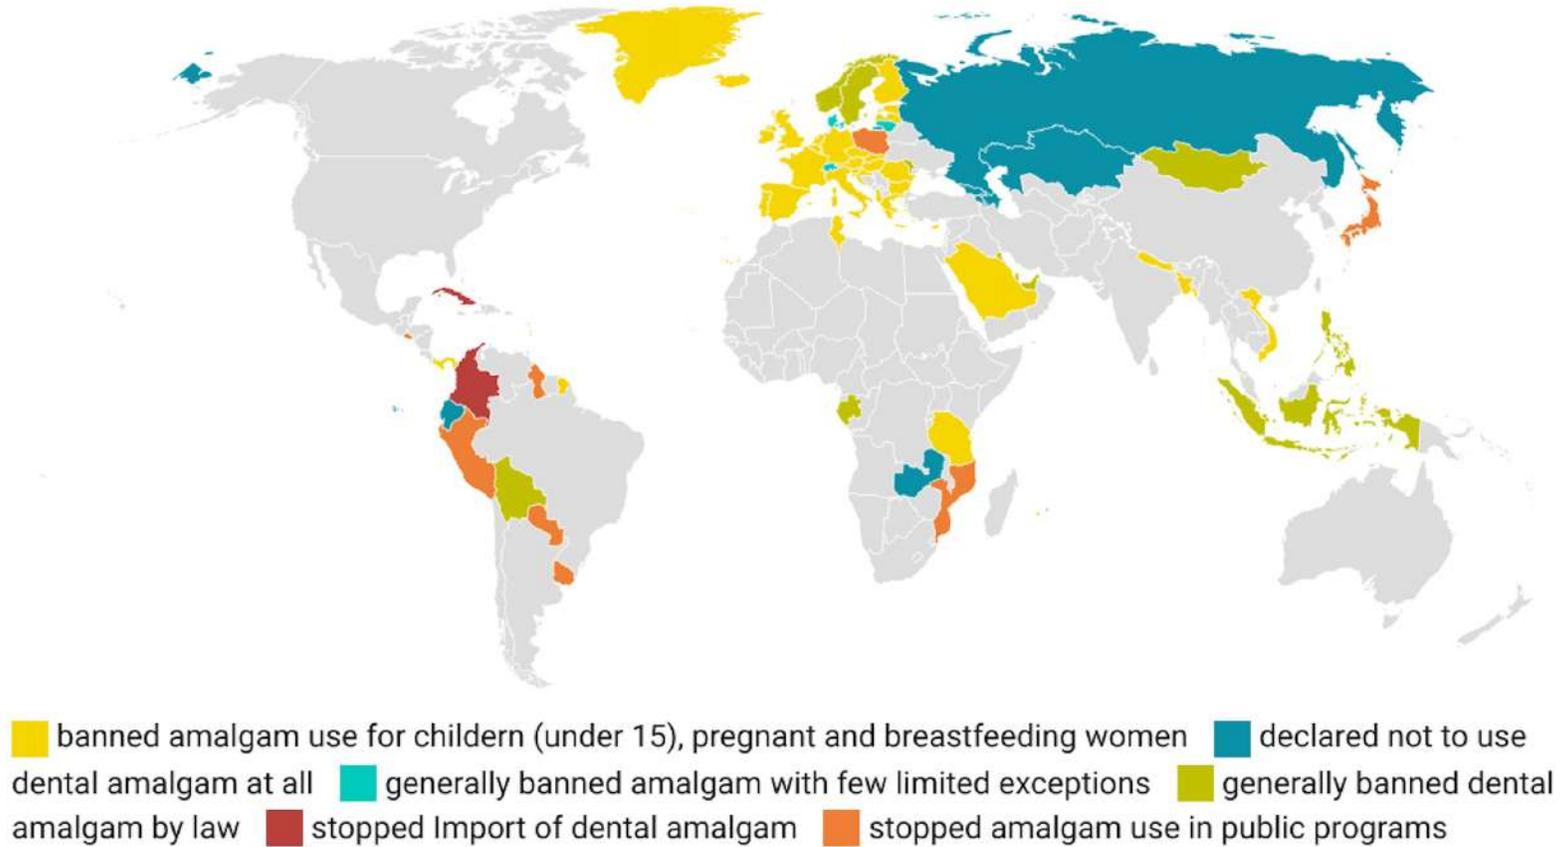 banned amalgam use for childern (under 15), pregnant and breastfeeding women declared not to use
dental amalgam at all generally banned amalgam with few limited exceptions generally banned dental
amalgam by law stopped Import of dental amalgam stopped amalgam use in public programs